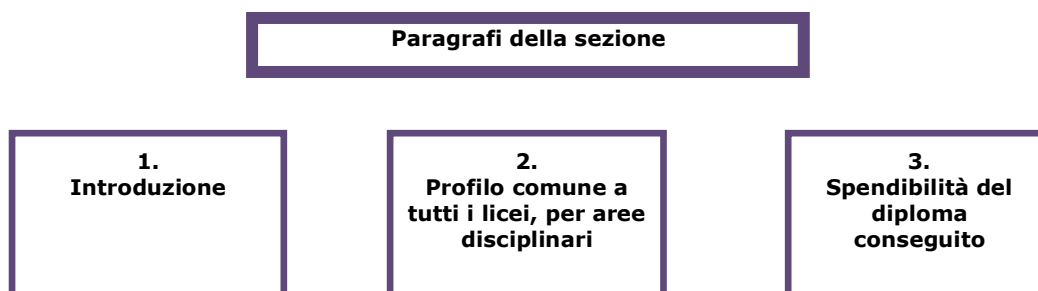 Paragrafi della sezione
1.
Introduzione
2.
Profilo comune a
tutti i licei, per aree
disciplinari
3.
Spendibilità del
diploma
conseguito